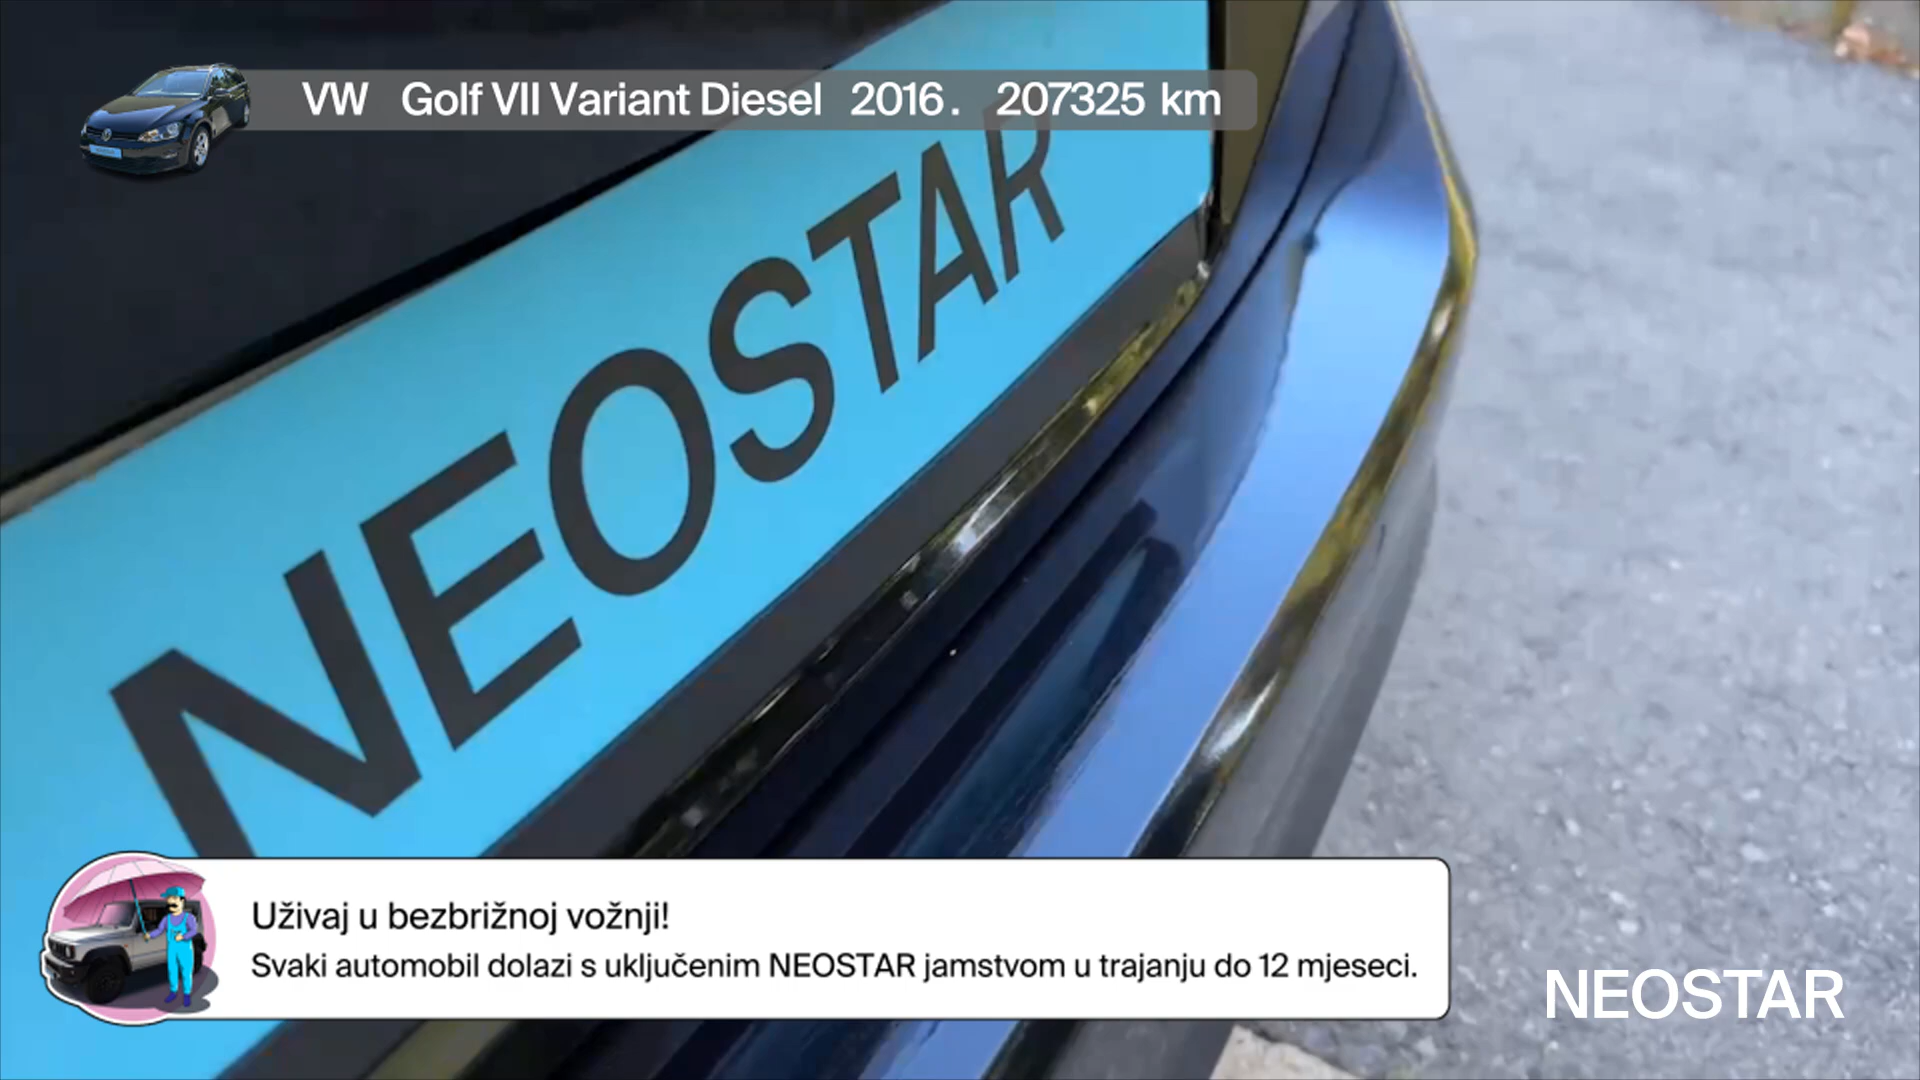 VW Golf VII Variant Diesel 2016. 207325 km
NEOSTAR
Uživaj u bezbrižnoj vožnji!
Svaki automobil dolazi s uključenim NEOSTAR jamstvom u trajanju do 12 mjeseci.
NEOSTAR